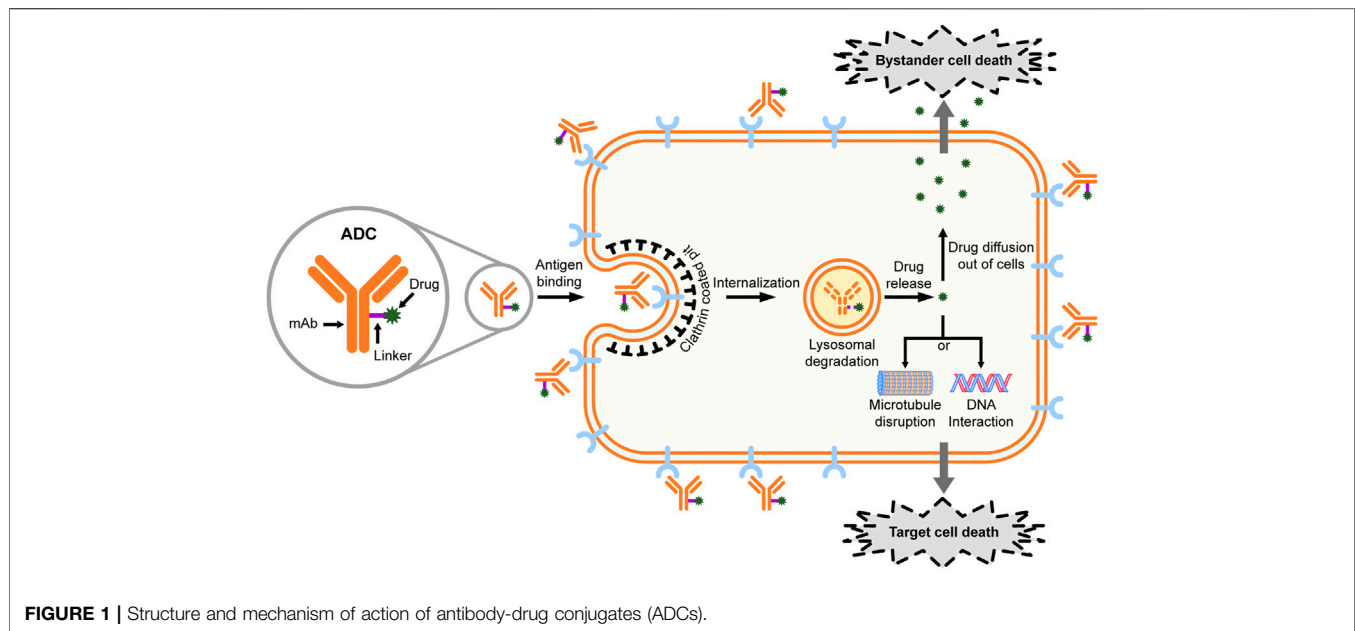 Bystander cell death
ADC
Drug
mAb
Linker
Antigen
binding
Clathrin coated pit
Internalization
Lysosomal
degradation
Drug
release
Drug diffusion
out of cells
or
Microtubule
disruption
DNA
Interaction
Target cell death
FIGURE 1 | Structure and mechanism of action of antibody-drug conjugates (ADCs).